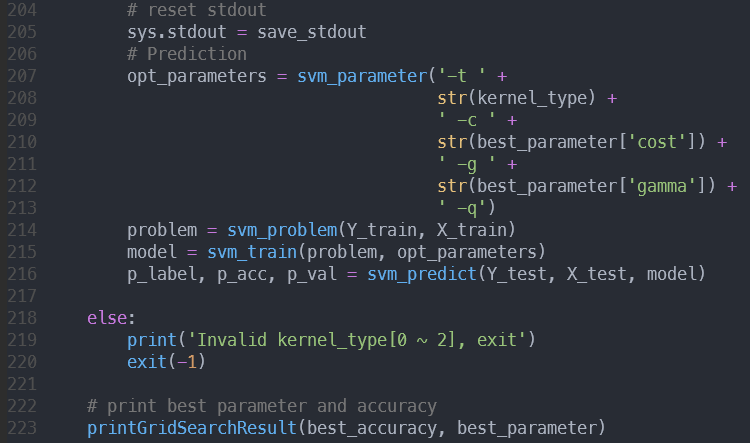 204         # reset stdout
205         sys.stdout = save_stdout
206         # Prediction
207         opt_parameters = svm_parameter('-t ' +
208                                        str(kernel_type) +
209                                        ' -c ' +
210                                        str(best_parameter['cost']) +
211                                        ' -g ' +
212                                        str(best_parameter['gamma']) +
213                                        ' -q')
214         problem = svm_problem(Y_train, X_train)
215         model = svm_train(problem, opt_parameters)
216         p_label, p_acc, p_val = svm_predict(Y_test, X_test, model)
217
218     else:
219         print('Invalid kernel_type[0 ~ 2], exit')
220         exit(-1)
221
222     # print best parameter and accuracy
223     printGridSearchResult(best_accuracy, best_parameter)